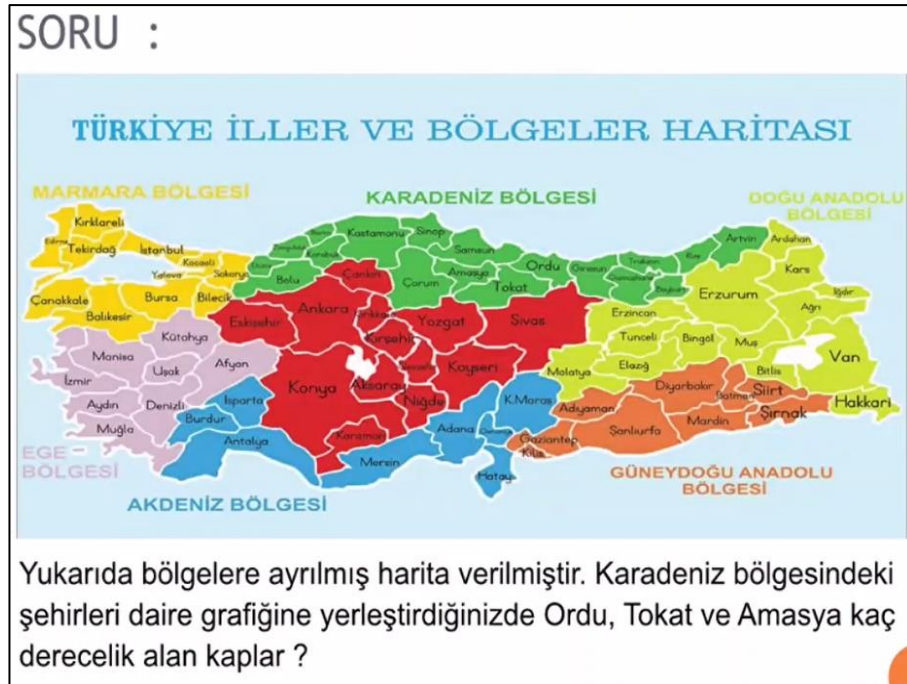 SORU :
TÜRKİYE İLLER VE BÖLGELER HARİTASI
MARMARA BÖLGESİ
KARADENİZ BÖLGESİ
DOĞU ANADOLU
BÖLGESİ
Kırklareli
Edirne
Tekirdağ
İstanbul
Kocaeli
Yalova
Sakarya
Çanakkale
Balıkesir
Bursa
Bilecik
Bolu
Karabük
Kastamonu
Sinop
Samsun
Çorum
Amasya
Tokat
Ordu
Giresun
Trabzon
Gümüşhane
Bayburt
Rize
Artvin
Ardahan
Kars
Iğdır
Ağrı
Erzurum
Erzincan
Tunceli
Bingöl
Muş
Van
Bitlis
Elazığ
Malatya
Hakkari
Çankırı
Ankara
Eskişehir
Kırşehir
Yozgat
Sivas
Kayseri
Konya
Aksaray
Niğde
Karaman
Kütahya
Manisa
Uşak
Afyon
İzmir
Aydın
Denizli
Muğla
Isparta
Burdur
Antalya
Mersin
Adana
K.Maraş
Hatay
Adıyaman
Diyarbakır
Batman
Siirt
Şırnak
Mardin
Şanlıurfa
Gaziantep
Kilis
EGE
BÖLGESİ
AKDENİZ BÖLGESİ
GÜNEYDOĞU ANADOLU
BÖLGESİ
Yukarıda bölgelere ayrılmış harita verilmiştir. Karadeniz bölgesindeki
şehirleri daire grafiğine yerleştirdiğinizde Ordu, Tokat ve Amasya kaç
derecelik alan kaplar ?